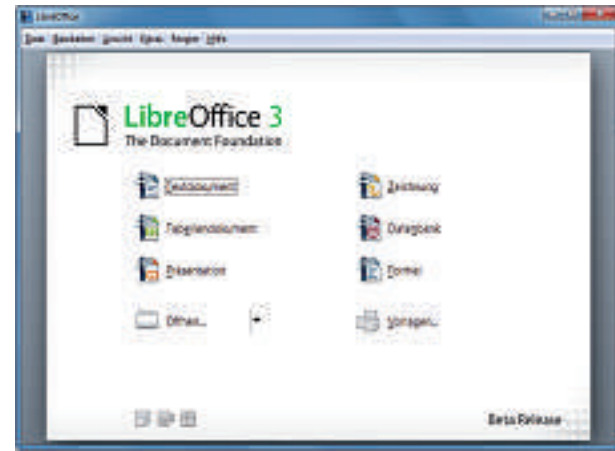 LibreOffice
Datei Bearbeiten Ansicht Extras Fenster Hilfe
LibreOffice 3
The Document Foundation
Textdokument
Zeichnung
Tabellendokument
Datenbank
Präsentation
Formel
Öffnen...
Vorlagen...
Beta Release